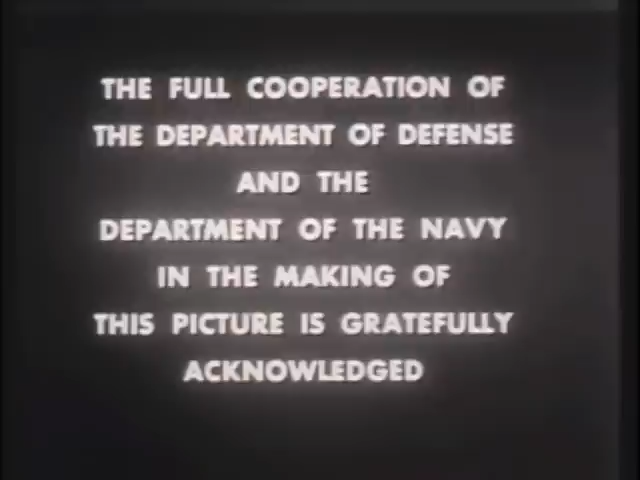 THE FULL COOPERATION OF
THE DEPARTMENT OF DEFENSE
AND THE
DEPARTMENT OF THE NAVY
IN THE MAKING OF
THIS PICTURE IS GRATEFULLY
ACKNOWLEDGED